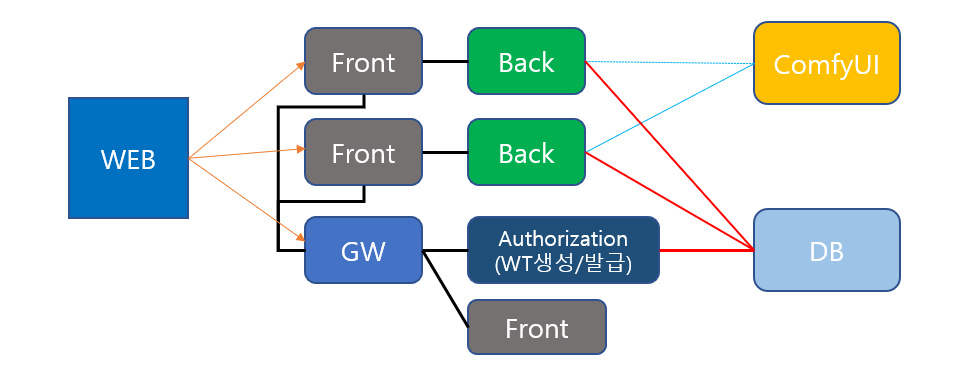 Front
Back
ComfyUI
WEB
Front
Back
GW
Authorization
(WT생성/발급)
DB
Front